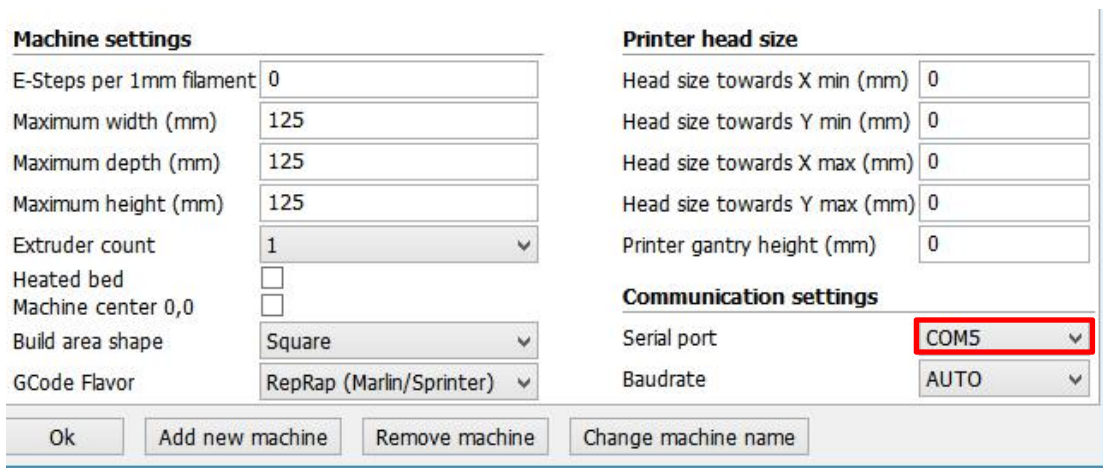 Machine settings
E-Steps per 1mm filament 0
Maximum width (mm) 125
Maximum depth (mm) 125
Maximum height (mm) 125
Extruder count 1
Heated bed
Machine center 0,0
Build area shape Square
GCode Flavor RepRap (Marlin/Sprinter)
Printer head size
Head size towards X min (mm) 0
Head size towards Y min (mm) 0
Head size towards X max (mm) 0
Head size towards Y max (mm) 0
Printer gantry height (mm) 0
Communication settings
Serial port COM5
Baudrate AUTO
Ok Add new machine Remove machine Change machine name